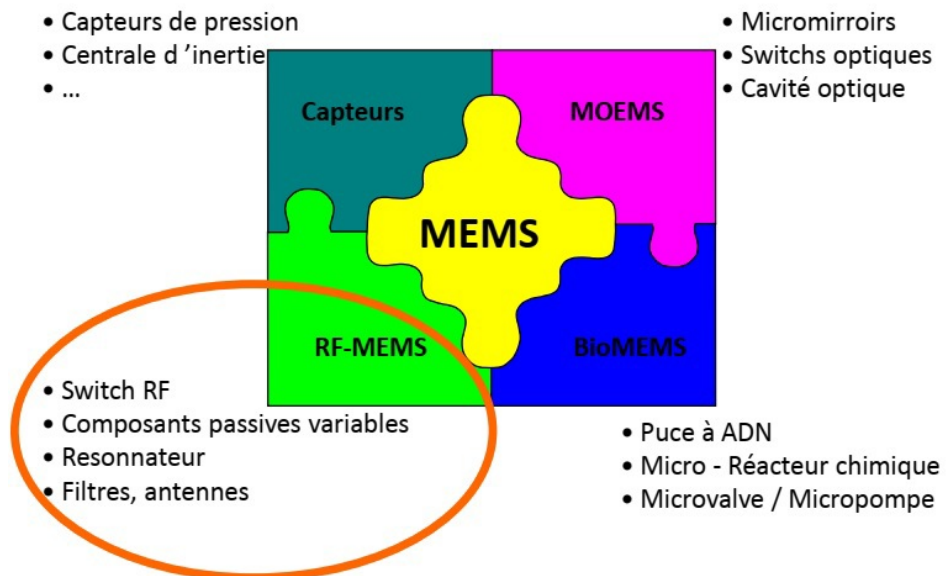 • Capteurs de pression
• Centrale d ’inertie
• ...
• Micromirroirs
• Switchs optiques
• Cavité optique
Capteurs
MOEMS
MEMS
RF-MEMS
BioMEMS
• Switch RF
• Composants passives variables
• Resonnateur
• Filtres, antennes
• Puce à ADN
• Micro - Réacteur chimique
• Microvalve / Micropompe